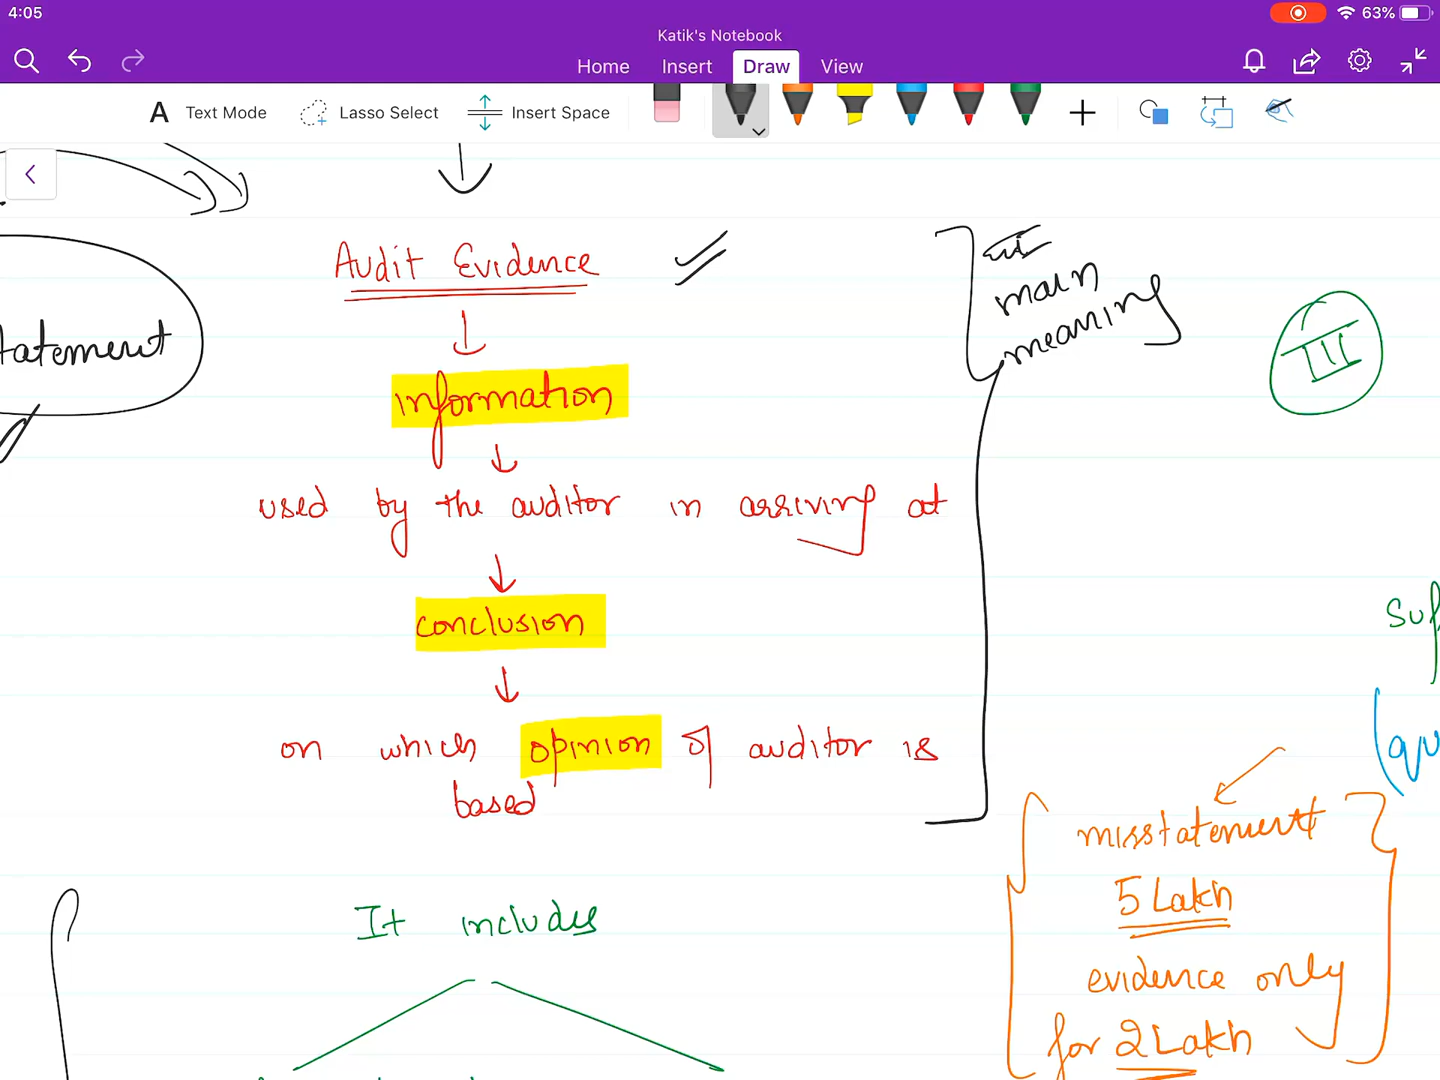 4:05
63%
Katik's Notebook
Home Insert Draw View
A Text Mode Lasso Select Insert Space
Audit Evidence
main
meaning
III
tatement
information
used by the auditor in arriving at
conclusion
on which opinion of auditor is
based
misstatement
5 Lakh
evidence only
for 2 Lakh
It includes